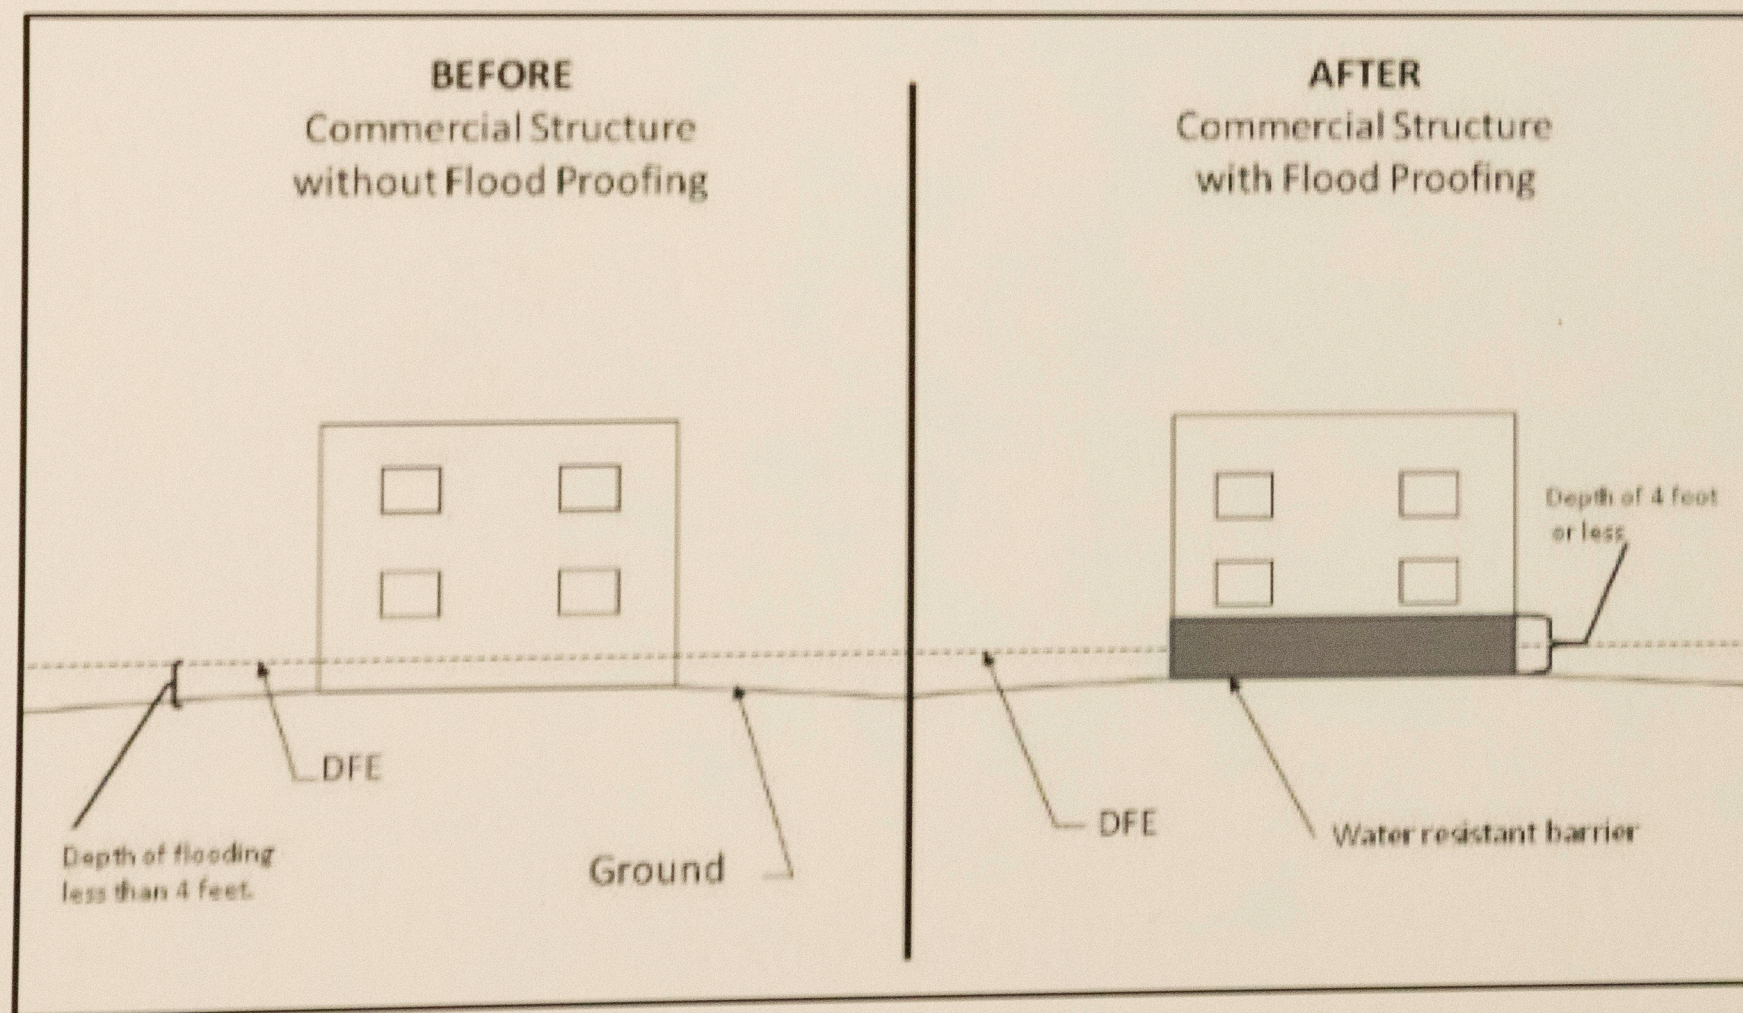 BEFORE
Commercial Structure
without Flood Proofing
DFE
Depth of flooding
less than 4 feet.
Ground
AFTER
Commercial Structure
with Flood Proofing
Depth of 4 foot
or less
DFE
Water resistant barrier